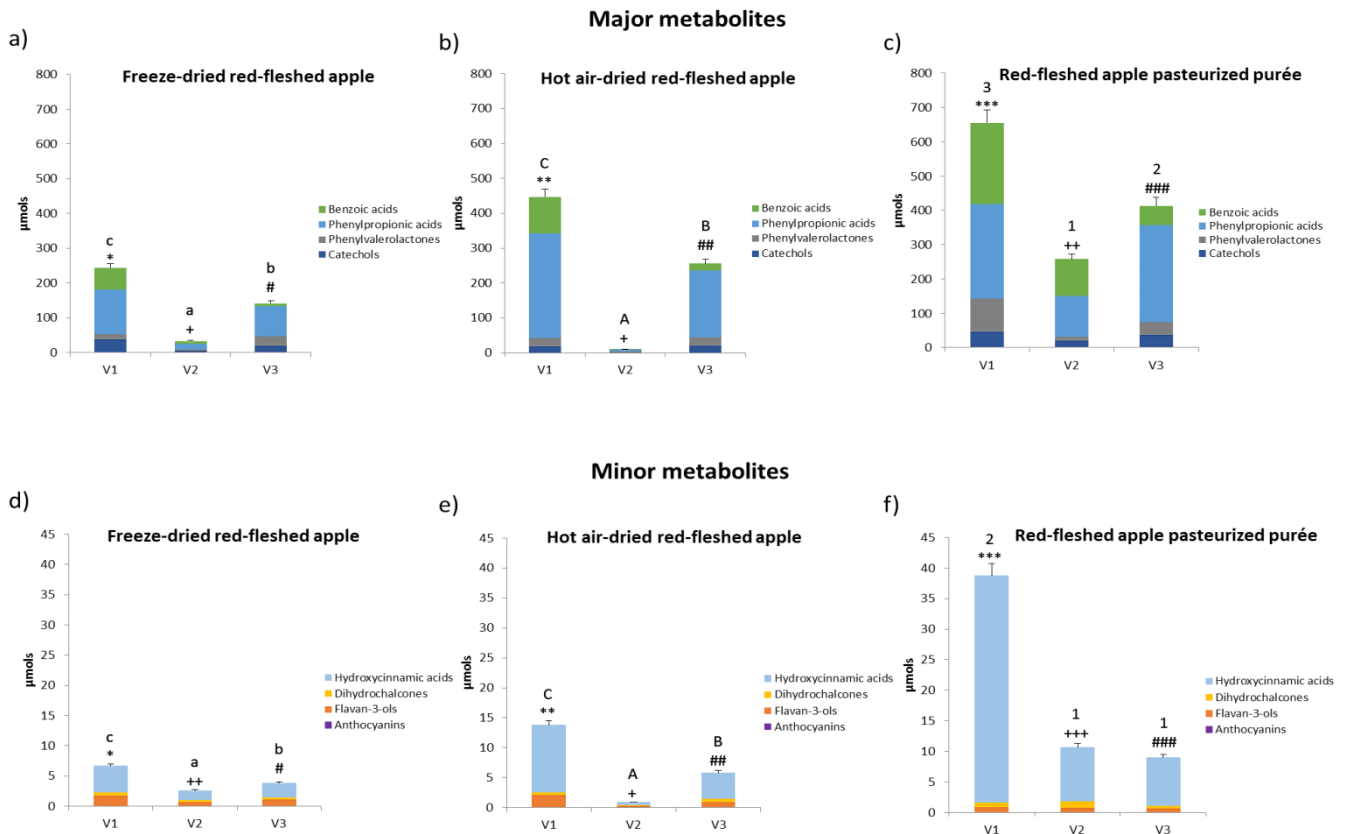 Major metabolites
a)
Freeze-dried red-fleshed apple
800
700
600
500
400
300
200
100
0
µmols
c
*
a
+
b
#
V1
V2
V3
Benzoic acids
Phenylpropionic acids
Phenylvalerolactones
Catechols
b)
Hot air-dried red-fleshed apple
800
700
600
500
400
300
200
100
0
µmols
C
**
A
+
B
##
V1
V2
V3
Benzoic acids
Phenylpropionic acids
Phenylvalerolactones
Catechols
c)
Red-fleshed apple pasteurized purée
800
700
600
500
400
300
200
100
0
µmols
3
***
1
++
2
###
V1
V2
V3
Benzoic acids
Phenylpropionic acids
Phenylvalerolactones
Catechols
Minor metabolites
d)
Freeze-dried red-fleshed apple
45
40
35
30
25
20
15
10
5
0
µmols
c
*
a
++
b
#
V1
V2
V3
Hydroxycinnamic acids
Dihydrochalcones
Flavan-3-ols
Anthocyanins
e)
Hot air-dried red-fleshed apple
45
40
35
30
25
20
15
10
5
0
µmols
C
**
A
+
B
##
V1
V2
V3
Hydroxycinnamic acids
Dihydrochalcones
Flavan-3-ols
Anthocyanins
f)
Red-fleshed apple pasteurized purée
45
40
35
30
25
20
15
10
5
0
µmols
2
***
1
+++
1
###
V1
V2
V3
Hydroxycinnamic acids
Dihydrochalcones
Flavan-3-ols
Anthocyanins